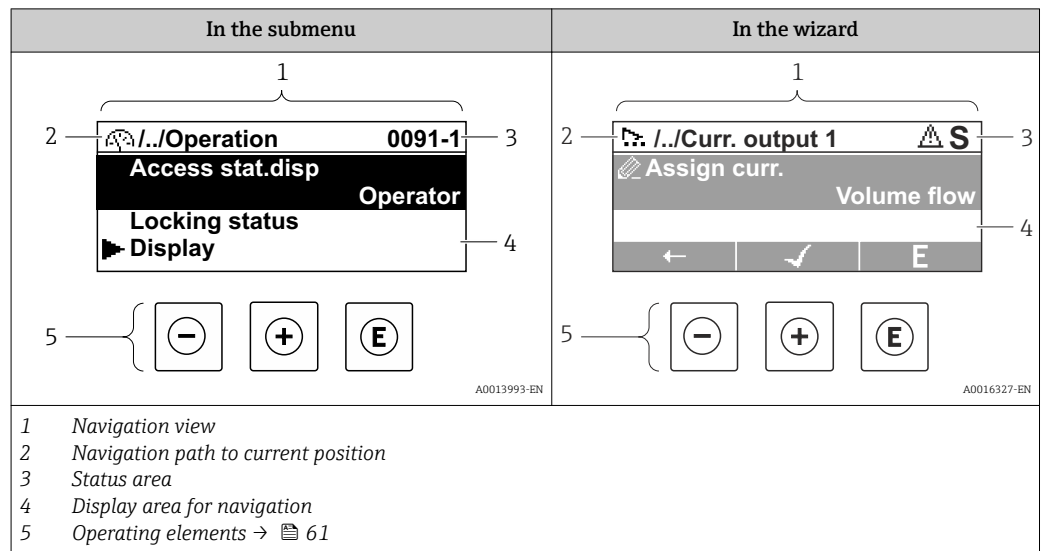 In the submenu
In the wizard
1
2
/../Operation 0091-1
3
Access stat.disp
Operator
Locking status
Display
4
5
- + E
A0013993-EN
1
2
/../Curr. output 1 S
3
Assign curr.
Volume flow
4
← ✓ E
5
- + E
A0016327-EN
1 Navigation view
2 Navigation path to current position
3 Status area
4 Display area for navigation
5 Operating elements → 61